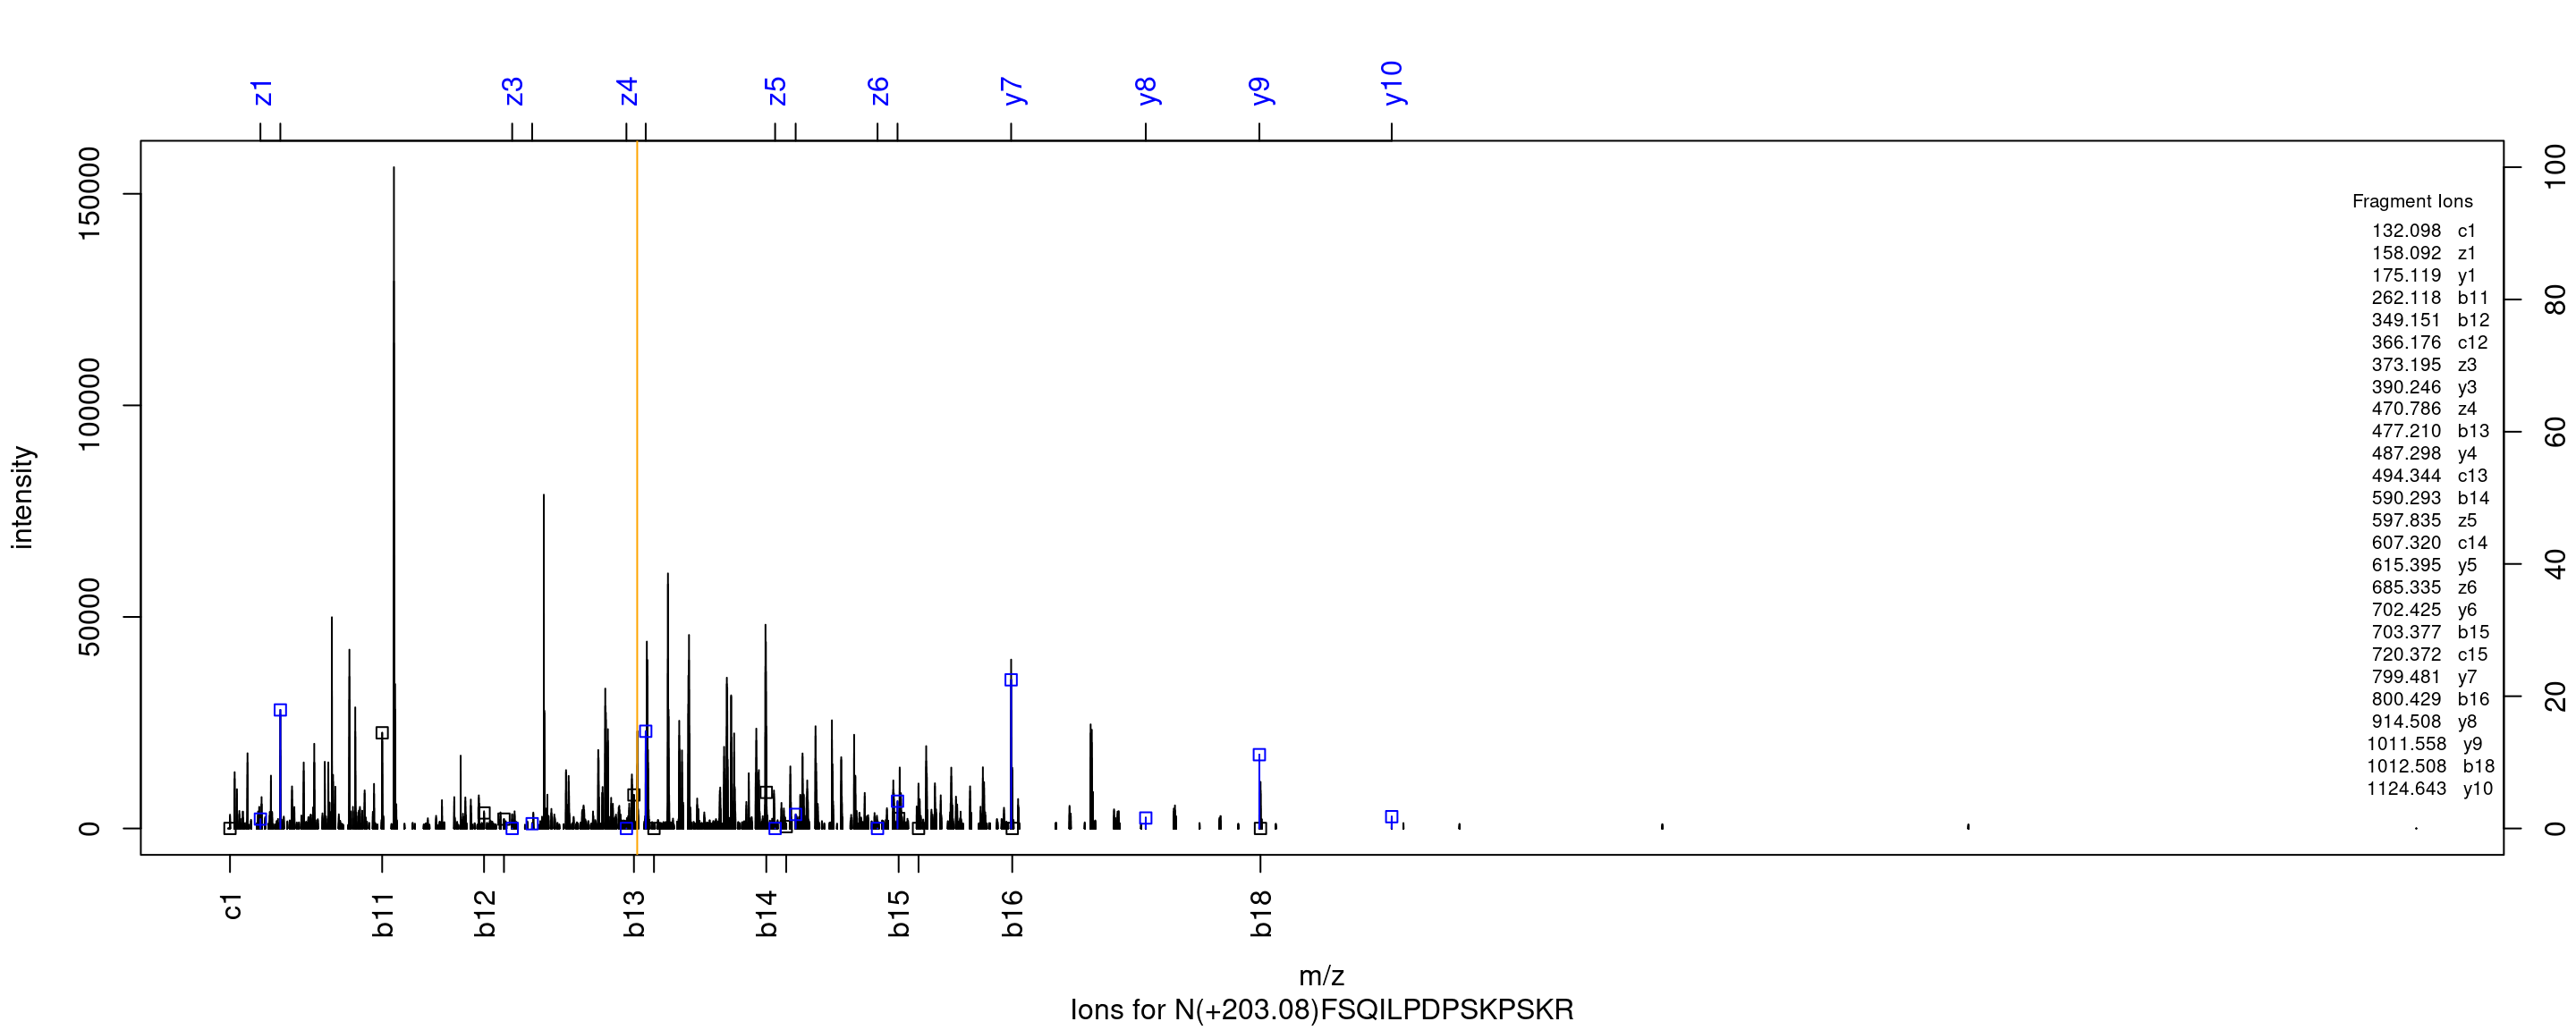 z1 z3 z4 z5 z6 y7 y8 y9 y10
150000
100000
50000
0
intensity
100
80
60
40
20
0
Fragment Ions
132.098 c1
158.092 z1
175.119 y1
262.118 b11
349.151 b12
366.176 c12
373.195 z3
390.246 y3
470.786 z4
477.210 b13
487.298 y4
494.344 c13
590.293 b14
597.835 z5
607.320 c14
615.395 y5
685.335 z6
702.425 y6
703.377 b15
720.372 c15
799.481 y7
800.429 b16
914.508 y8
1011.558 y9
1012.508 b18
1124.643 y10
c1 b11 b12 b13 b14 b15 b16 b18
m/z
Ions for N(+203.08)FSQILPDPSKPSKR